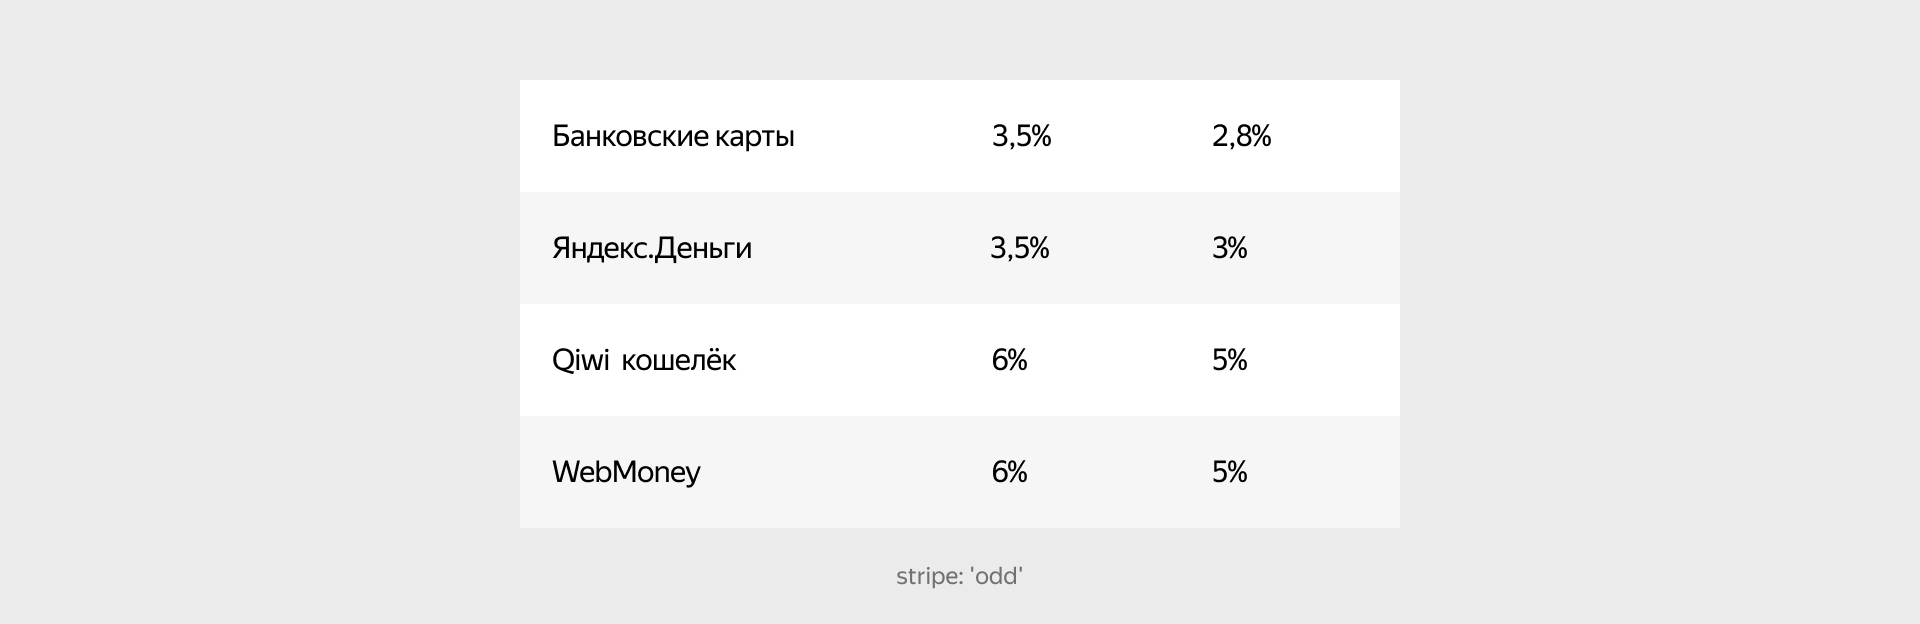 Банковские карты 3,5% 2,8%
Яндекс.Деньги 3,5% 3%
Qiwi кошелёк 6% 5%
WebMoney 6% 5%
stripe: 'odd'